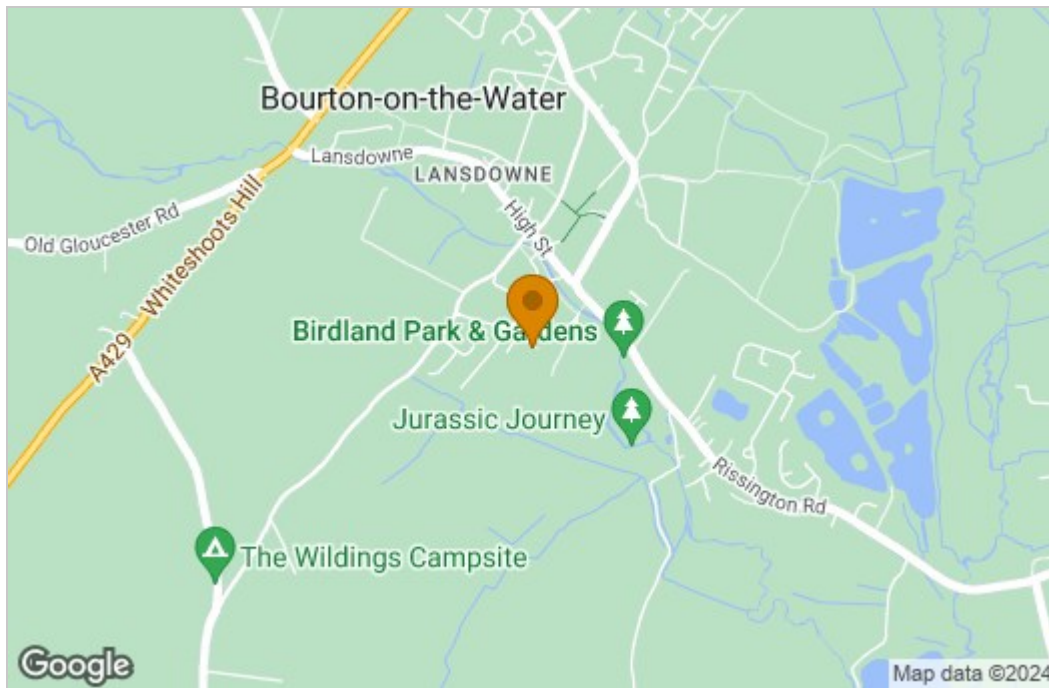 Bourton-on-the-Water
Lansdowne
LANSDOWNE
Old Gloucester Rd
Whiteshoots Hill
A429
High St
Birdland Park & Gardens
Jurassic Journey
Rissington Rd
The Wildings Campsite
Google
Map data ©2024